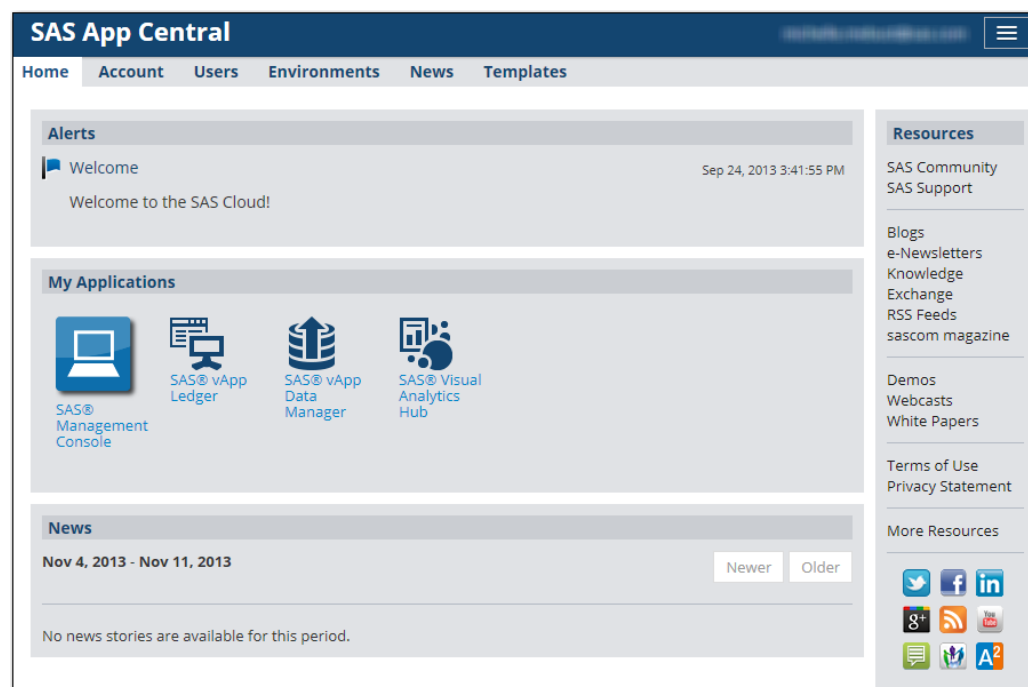 SAS App Central
Home Account Users Environments News Templates
Alerts
Welcome
Sep 24, 2013 3:41:55 PM
Welcome to the SAS Cloud!
My Applications
SAS®
Management
Console
SAS® vApp
Ledger
SAS® vApp
Data
Manager
SAS® Visual
Analytics
Hub
News
Nov 4, 2013 - Nov 11, 2013
Newer Older
No news stories are available for this period.
Resources
SAS Community
SAS Support
Blogs
e-Newsletters
Knowledge
Exchange
RSS Feeds
sascom magazine
Demos
Webcasts
White Papers
Terms of Use
Privacy Statement
More Resources
f in
g+ You Tube
A2